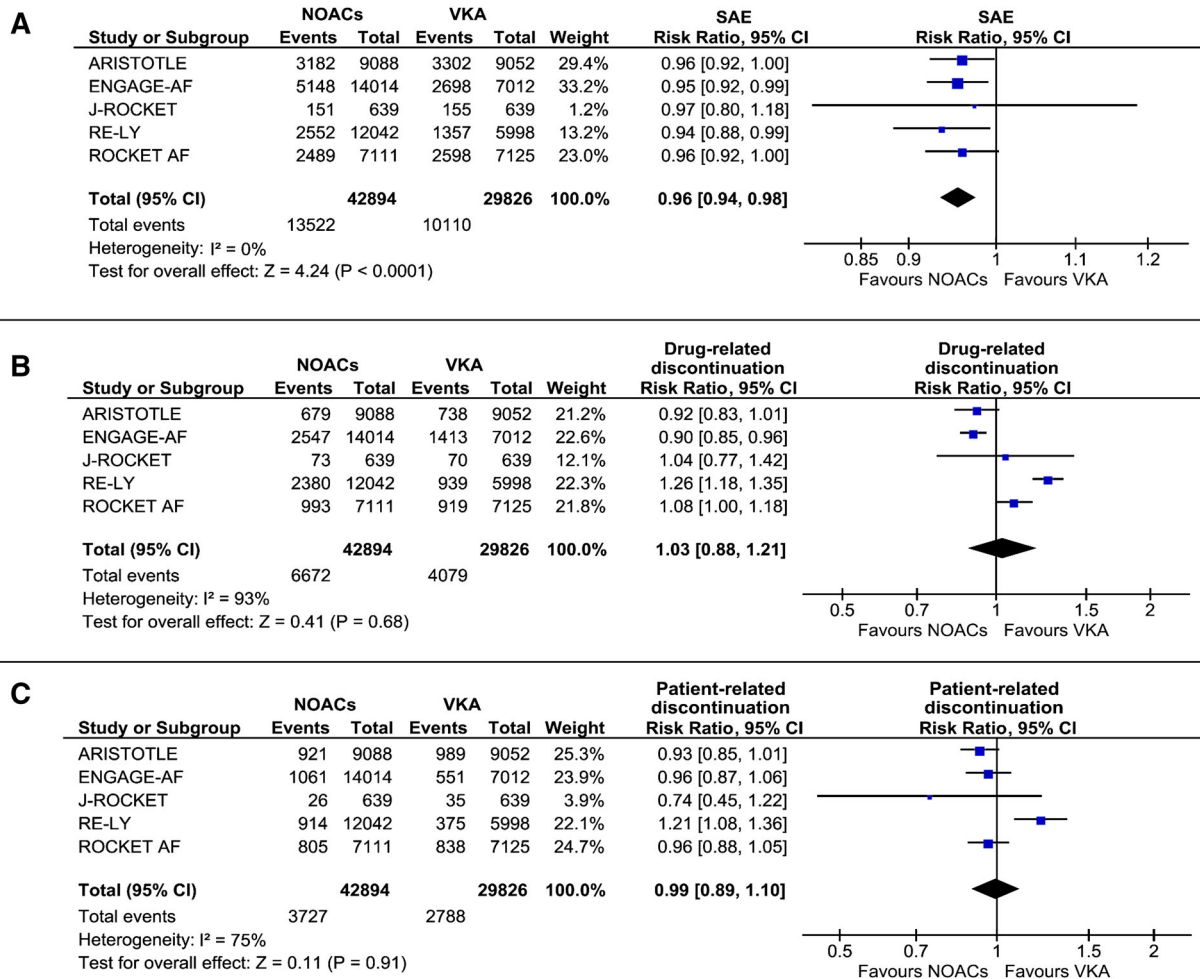 A
NOACs VKA SAE SAE
Study or Subgroup Events Total Events Total Weight Risk Ratio, 95% CI Risk Ratio, 95% CI
ARISTOTLE 3182 9088 3302 9052 29.4% 0.96 [0.92, 1.00]
ENGAGE-AF 5148 14014 2698 7012 33.2% 0.95 [0.92, 0.99]
J-ROCKET 151 639 155 639 1.2% 0.97 [0.80, 1.18]
RE-LY 2552 12042 1357 5998 13.2% 0.94 [0.88, 0.99]
ROCKET AF 2489 7111 2598 7125 23.0% 0.96 [0.92, 1.00]
Total (95% CI) 42894 29826 100.0% 0.96 [0.94, 0.98]
Total events 13522 10110
Heterogeneity: I² = 0%
Test for overall effect: Z = 4.24 (P < 0.0001)
0.85 0.9 1 1.1 1.2
Favours NOACs Favours VKA
B
Drug-related Drug-related
NOACs VKA discontinuation discontinuation
Study or Subgroup Events Total Events Total Weight Risk Ratio, 95% CI Risk Ratio, 95% CI
ARISTOTLE 679 9088 738 9052 21.2% 0.92 [0.83, 1.01]
ENGAGE-AF 2547 14014 1413 7012 22.6% 0.90 [0.85, 0.96]
J-ROCKET 73 639 70 639 12.1% 1.04 [0.77, 1.42]
RE-LY 2380 12042 939 5998 22.3% 1.26 [1.18, 1.35]
ROCKET AF 993 7111 919 7125 21.8% 1.08 [1.00, 1.18]
Total (95% CI) 42894 29826 100.0% 1.03 [0.88, 1.21]
Total events 6672 4079
Heterogeneity: I² = 93%
Test for overall effect: Z = 0.41 (P = 0.68)
0.5 0.7 1 1.5 2
Favours NOACs Favours VKA
C
Patient-related Patient-related
NOACs VKA discontinuation discontinuation
Study or Subgroup Events Total Events Total Weight Risk Ratio, 95% CI Risk Ratio, 95% CI
ARISTOTLE 921 9088 989 9052 25.3% 0.93 [0.85, 1.01]
ENGAGE-AF 1061 14014 551 7012 23.9% 0.96 [0.87, 1.06]
J-ROCKET 26 639 35 639 3.9% 0.74 [0.45, 1.22]
RE-LY 914 12042 375 5998 22.1% 1.21 [1.08, 1.36]
ROCKET AF 805 7111 838 7125 24.7% 0.96 [0.88, 1.05]
Total (95% CI) 42894 29826 100.0% 0.99 [0.89, 1.10]
Total events 3727 2788
Heterogeneity: I² = 75%
Test for overall effect: Z = 0.11 (P = 0.91)
0.5 0.7 1 1.5 2
Favours NOACs Favours VKA